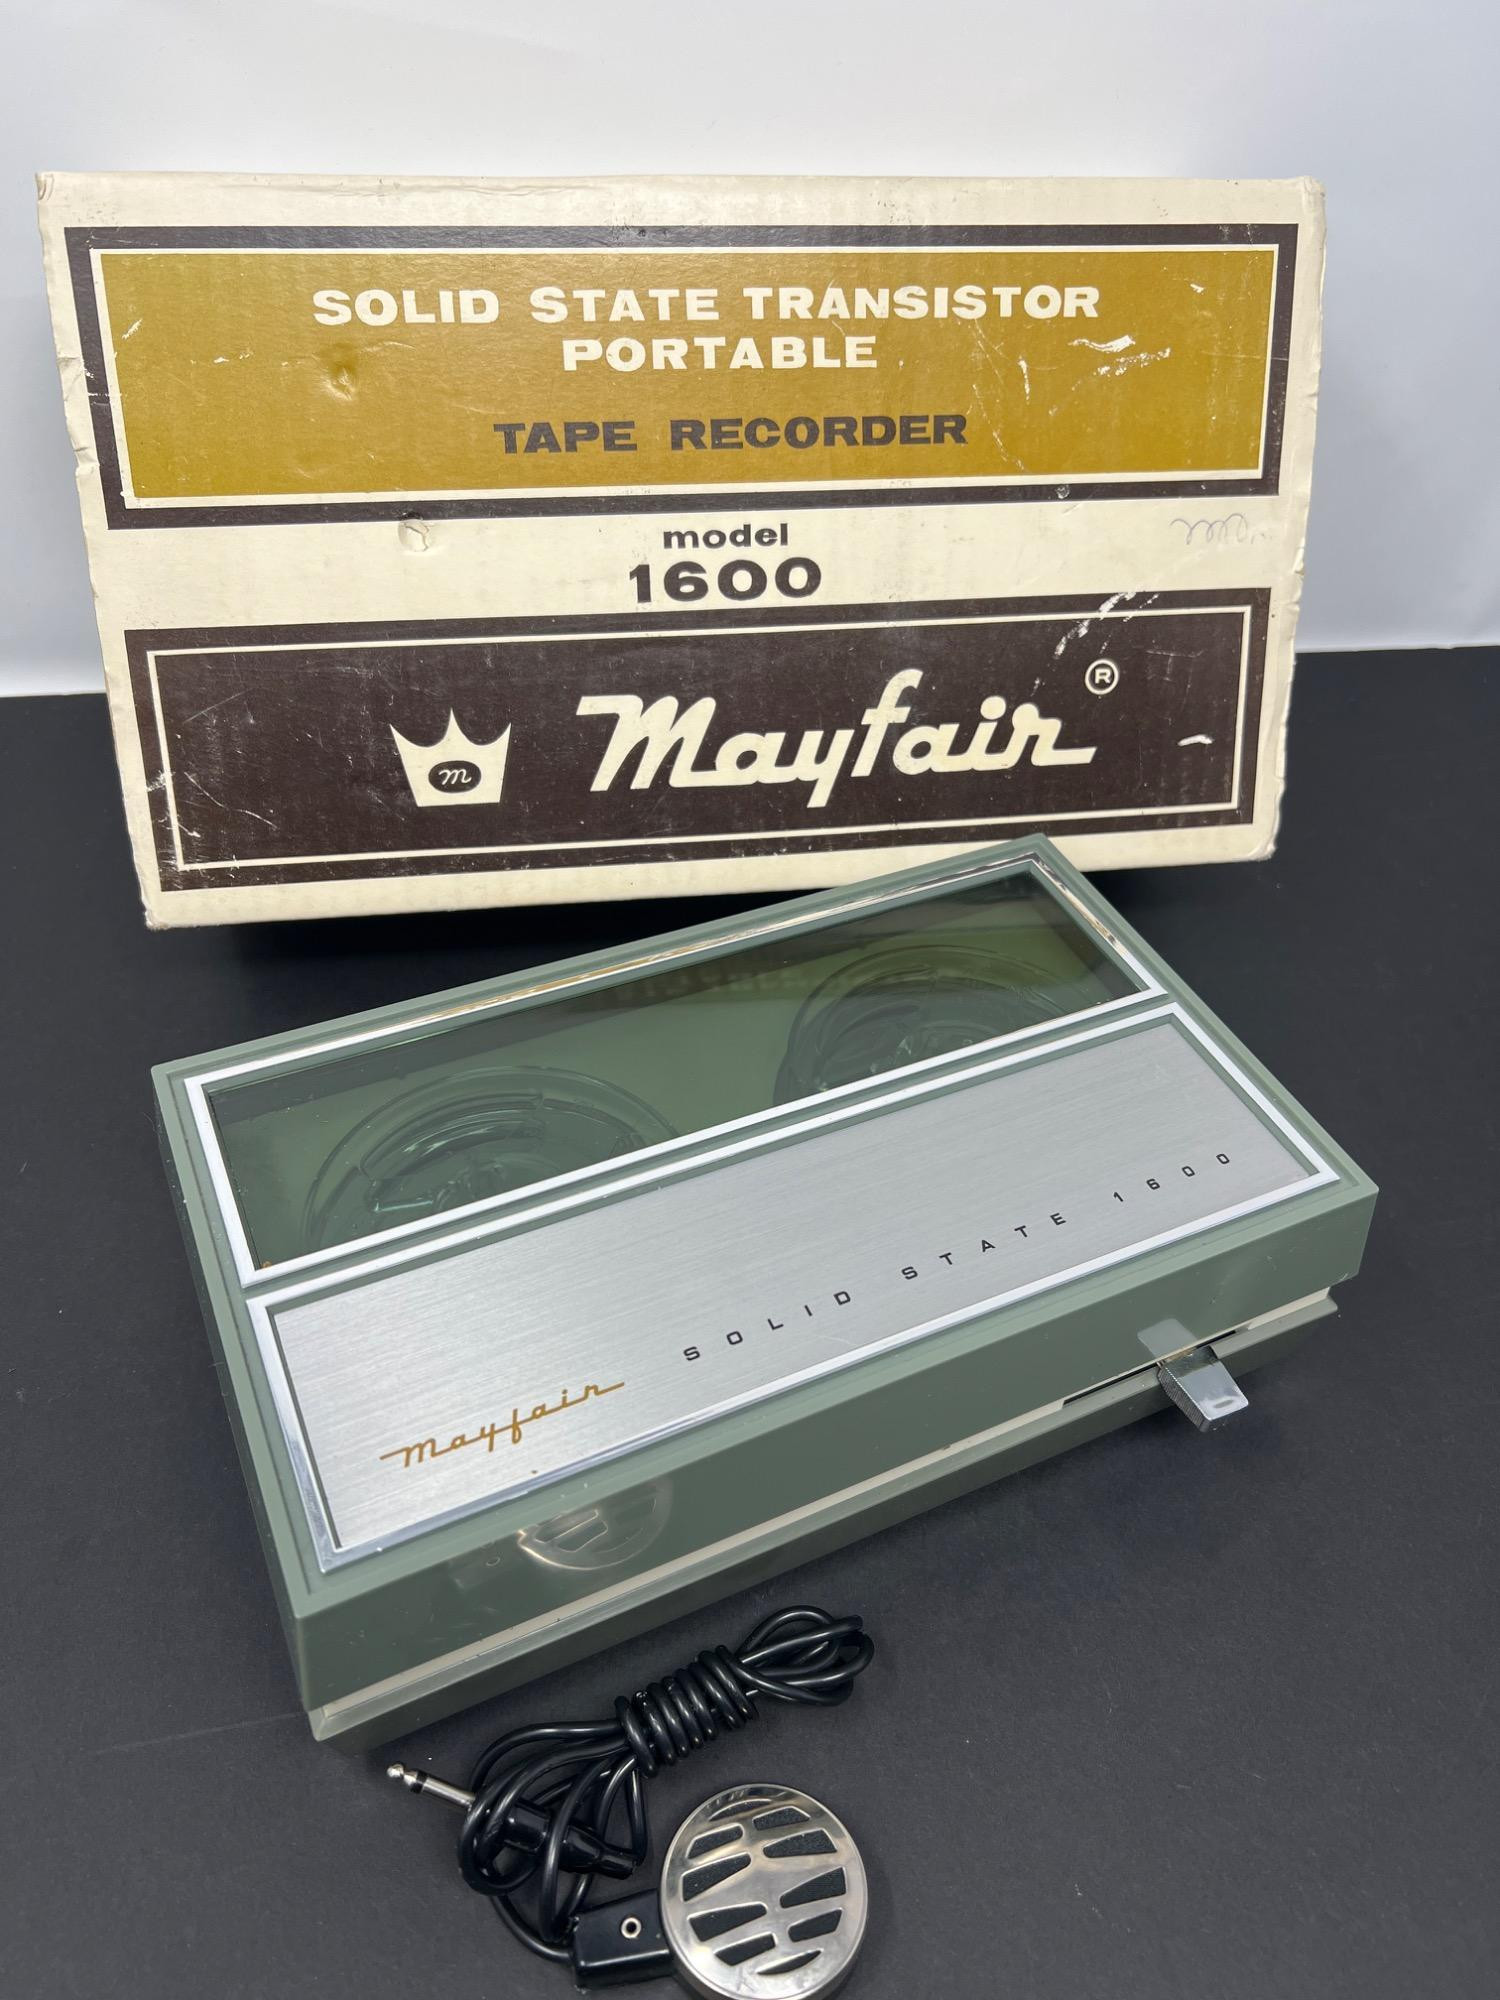 SOLID STATE TRANSISTOR
PORTABLE
TAPE RECORDER
model
1600
m
Mayfair ®
Mayfair SOLID STATE 1600